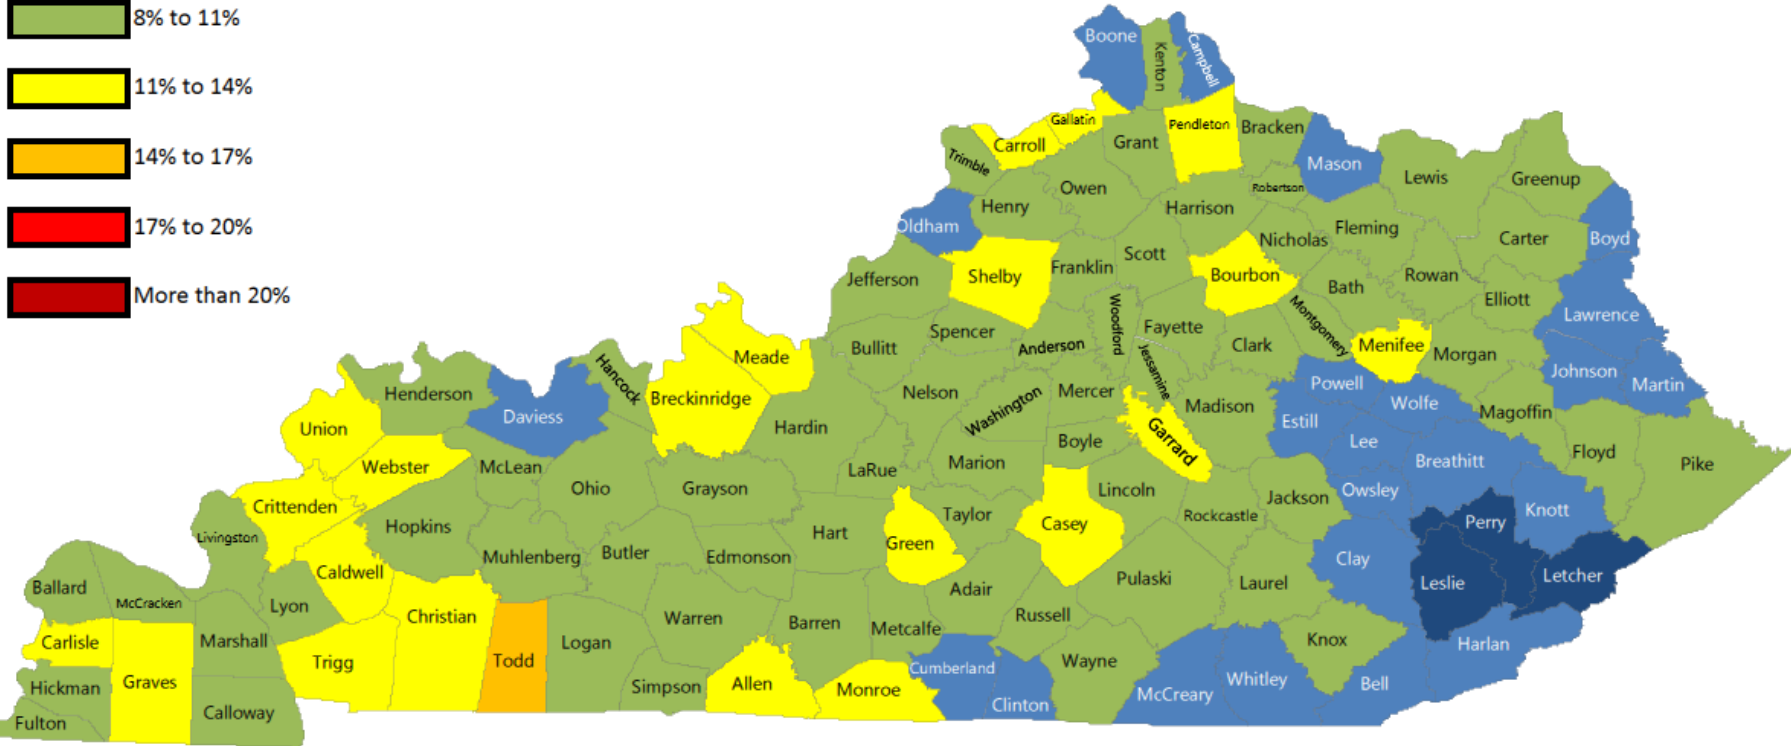 8% to 11%
11% to 14%
14% to 17%
17% to 20%
More than 20%
Boone
Kenton
Campbell
Gallatin
Carroll
Grant
Pendleton
Bracken
Mason
Trimble
Owen
Robertson
Lewis
Greenup
Henry
Harrison
Fleming
Oldham
Nicholas
Carter
Boyd
Scott
Jefferson
Shelby
Franklin
Bourbon
Bath
Rowan
Elliott
Lawrence
Woodford
Fayette
Montgomery
Spencer
Anderson
Clark
Menifee
Morgan
Bullitt
Meade
Jessamine
Johnson
Martin
Henderson
Hancock
Breckinridge
Nelson
Washington
Mercer
Madison
Powell
Wolfe
Magoffin
Daviess
Union
Hardin
Boyle
Garrard
Estill
Lee
Floyd
Webster
McLean
LaRue
Marion
Breathitt
Pike
Ohio
Grayson
Lincoln
Jackson
Owsley
Crittenden
Hopkins
Hart
Taylor
Casey
Rockcastle
Perry
Knott
Livingston
Muhlenberg
Butler
Edmonson
Green
Clay
Caldwell
Ballard
McCracken
Lyon
Adair
Pulaski
Laurel
Leslie
Letcher
Christian
Warren
Barren
Metcalfe
Russell
Carlisle
Marshall
Logan
Knox
Harlan
Trigg
Todd
Wayne
Cumberland
Hickman
Graves
Simpson
Allen
Monroe
Clinton
McCreary
Whitley
Bell
Fulton
Calloway